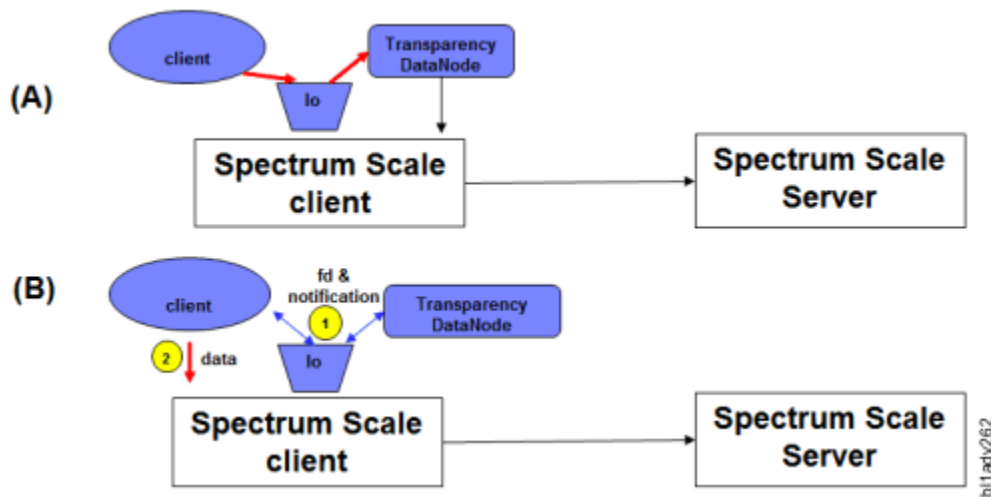 (A)
client
Transparency
DataNode
lo
Spectrum Scale
client
Spectrum Scale
Server
(B)
client
fd &
notification
1
Transparency
DataNode
lo
2
data
Spectrum Scale
client
Spectrum Scale
Server
bl1adv262